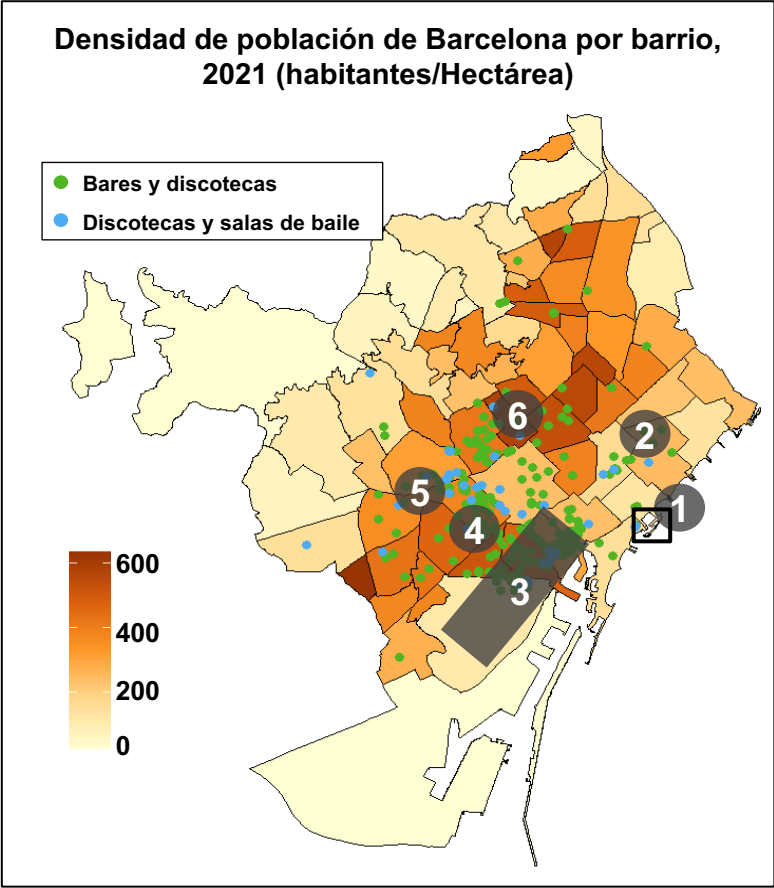 Densidad de población de Barcelona por barrio,
2021 (habitantes/Hectárea)
Bares y discotecas
Discotecas y salas de baile
6
2
5
1
4
3
600
400
200
0